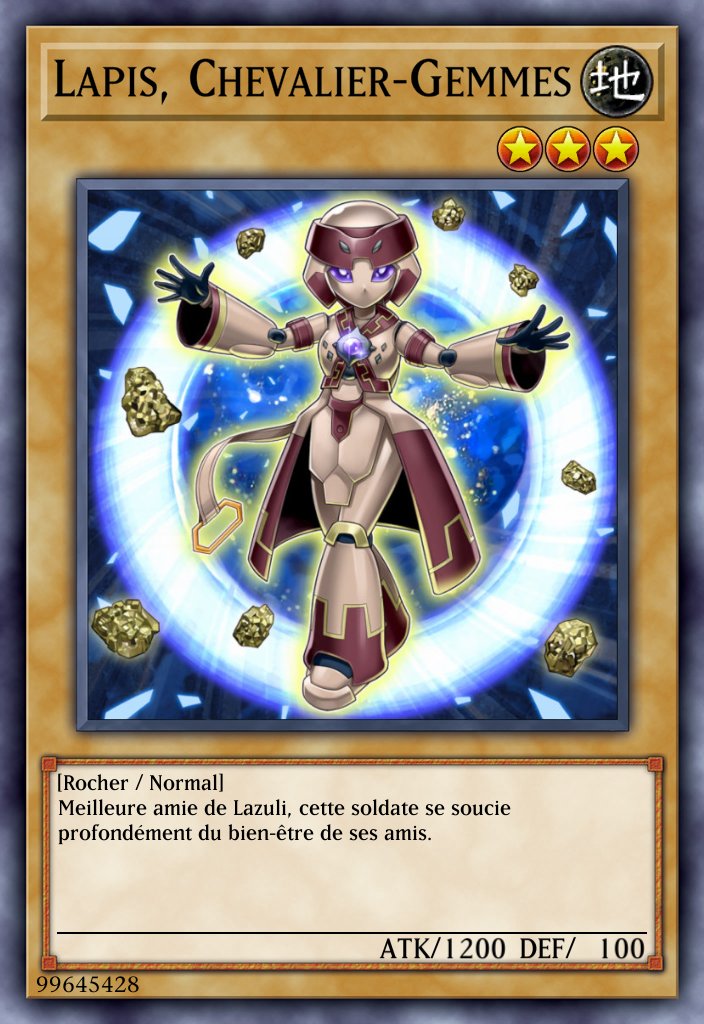 Lapis, Chevalier-Gemmes
地
[Rocher / Normal]
Meilleure amie de Lazuli, cette soldate se soucie
profondément du bien-être de ses amis.
ATK/1200 DEF/ 100
99645428